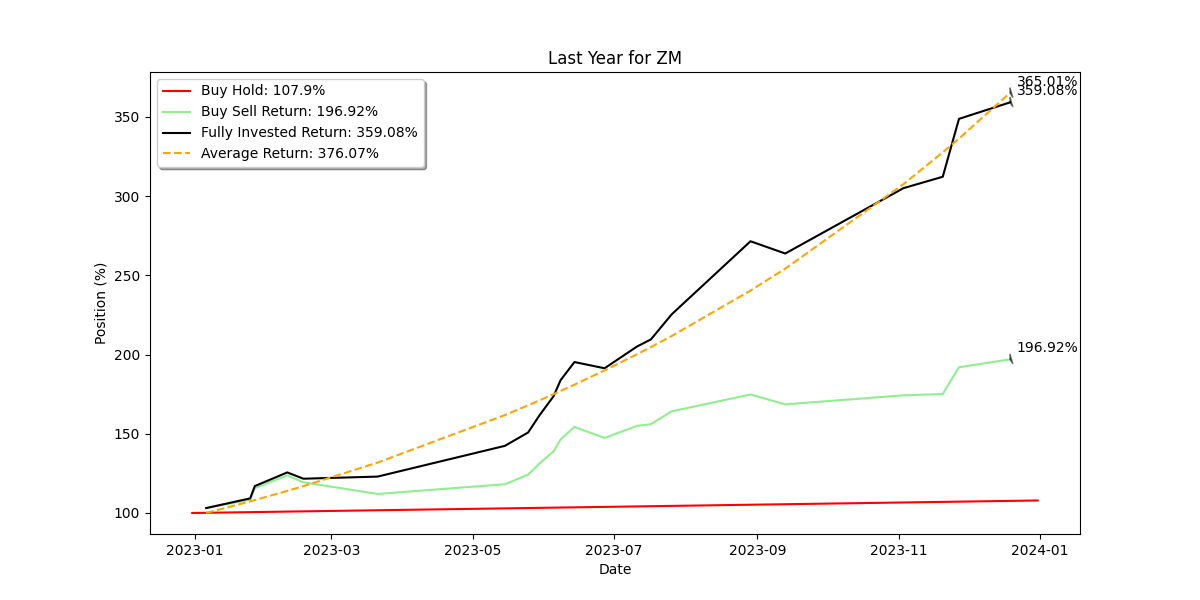 Last Year for ZM
Buy Hold: 107.9%
Buy Sell Return: 196.92%
Fully Invested Return: 359.08%
Average Return: 376.07%
365.01%
359.08%
196.92%
Position (%)
350
300
250
200
150
100
2023-01
2023-03
2023-05
2023-07
2023-09
2023-11
2024-01
Date